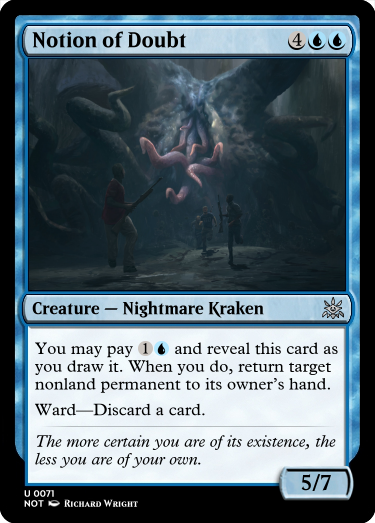 Notion of Doubt 4
Creature — Nightmare Kraken
You may pay 1 and reveal this card as
you draw it. When you do, return target
nonland permanent to its owner's hand.
Ward—Discard a card.
The more certain you are of its existence, the
less you are of your own.
5/7
U 0071
NOT Richard Wright